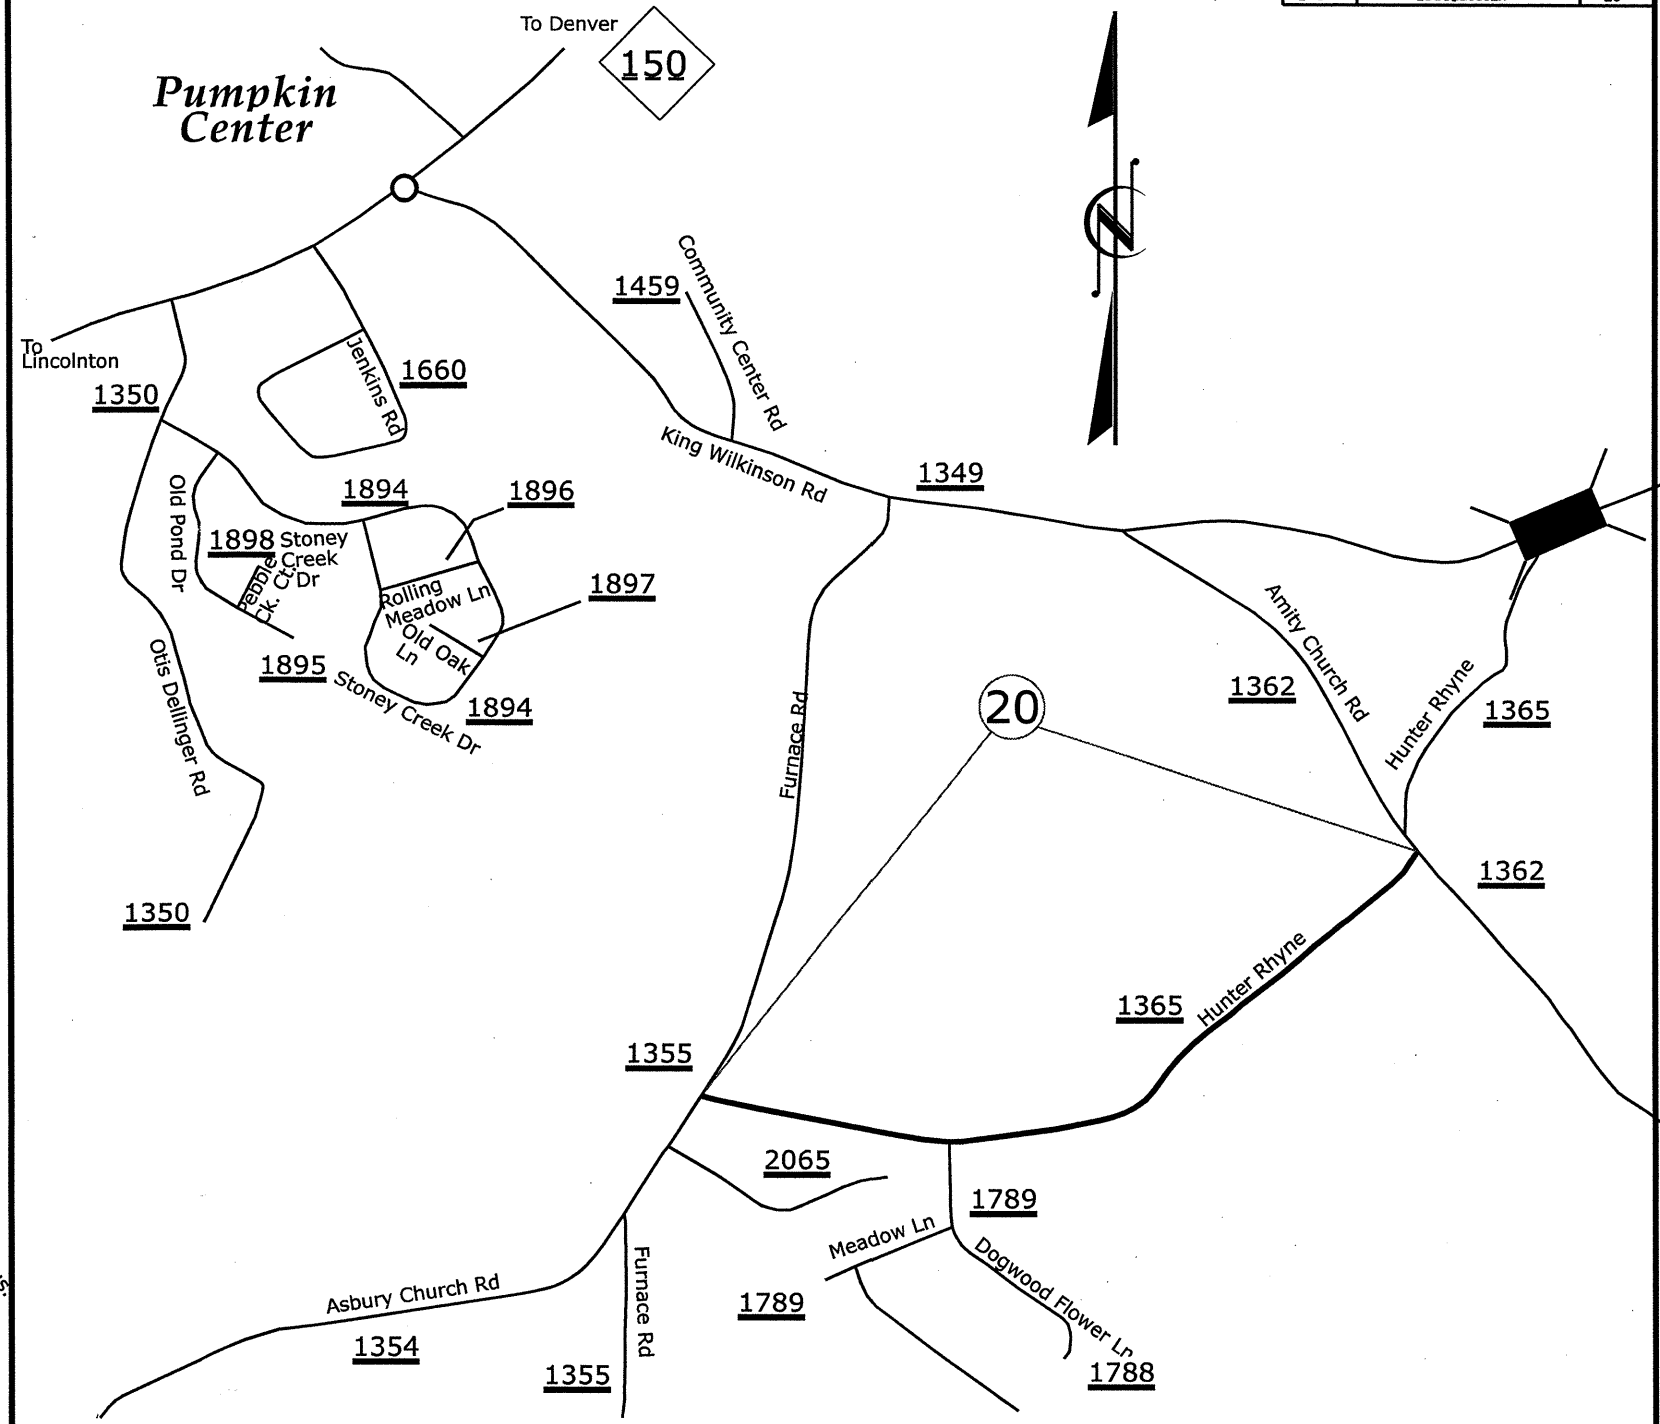 To Denver
150
Pumpkin
Center
N
1459
Community Center Rd
To
Lincolnton
1350
Jenkins Rd
1660
King Wilkinson Rd
1349
Old Pond Dr
1894
1896
1898
Stoney
Creek
Dr
Pebble
Ck. Ct.
Rolling
Meadow Ln
1897
Old Oak
Ln
1895
Stoney Creek Dr
1894
Otis Dellinger Rd
1350
Furnace Rd
20
Amity Church Rd
1362
Hunter Rhyne
1365
1362
Hunter Rhyne
1365
1355
2065
1789
Meadow Ln
Dogwood Flower Ln
1789
1788
Asbury Church Rd
1354
Furnace Rd
1355